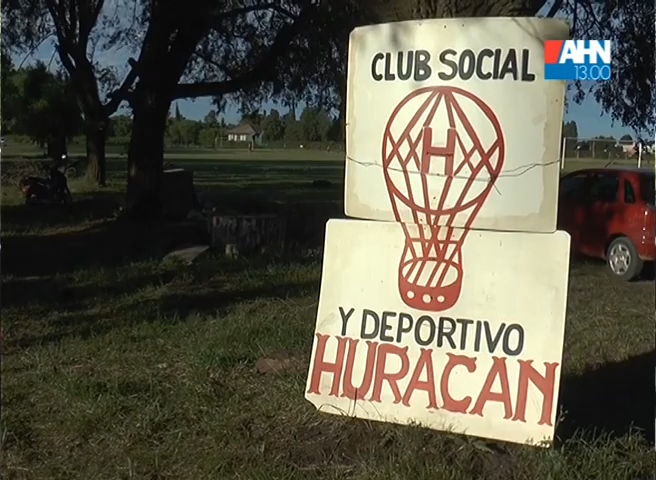 CLUB SOCIAL
AHN
13:00
H
Y DEPORTIVO
HURACAN